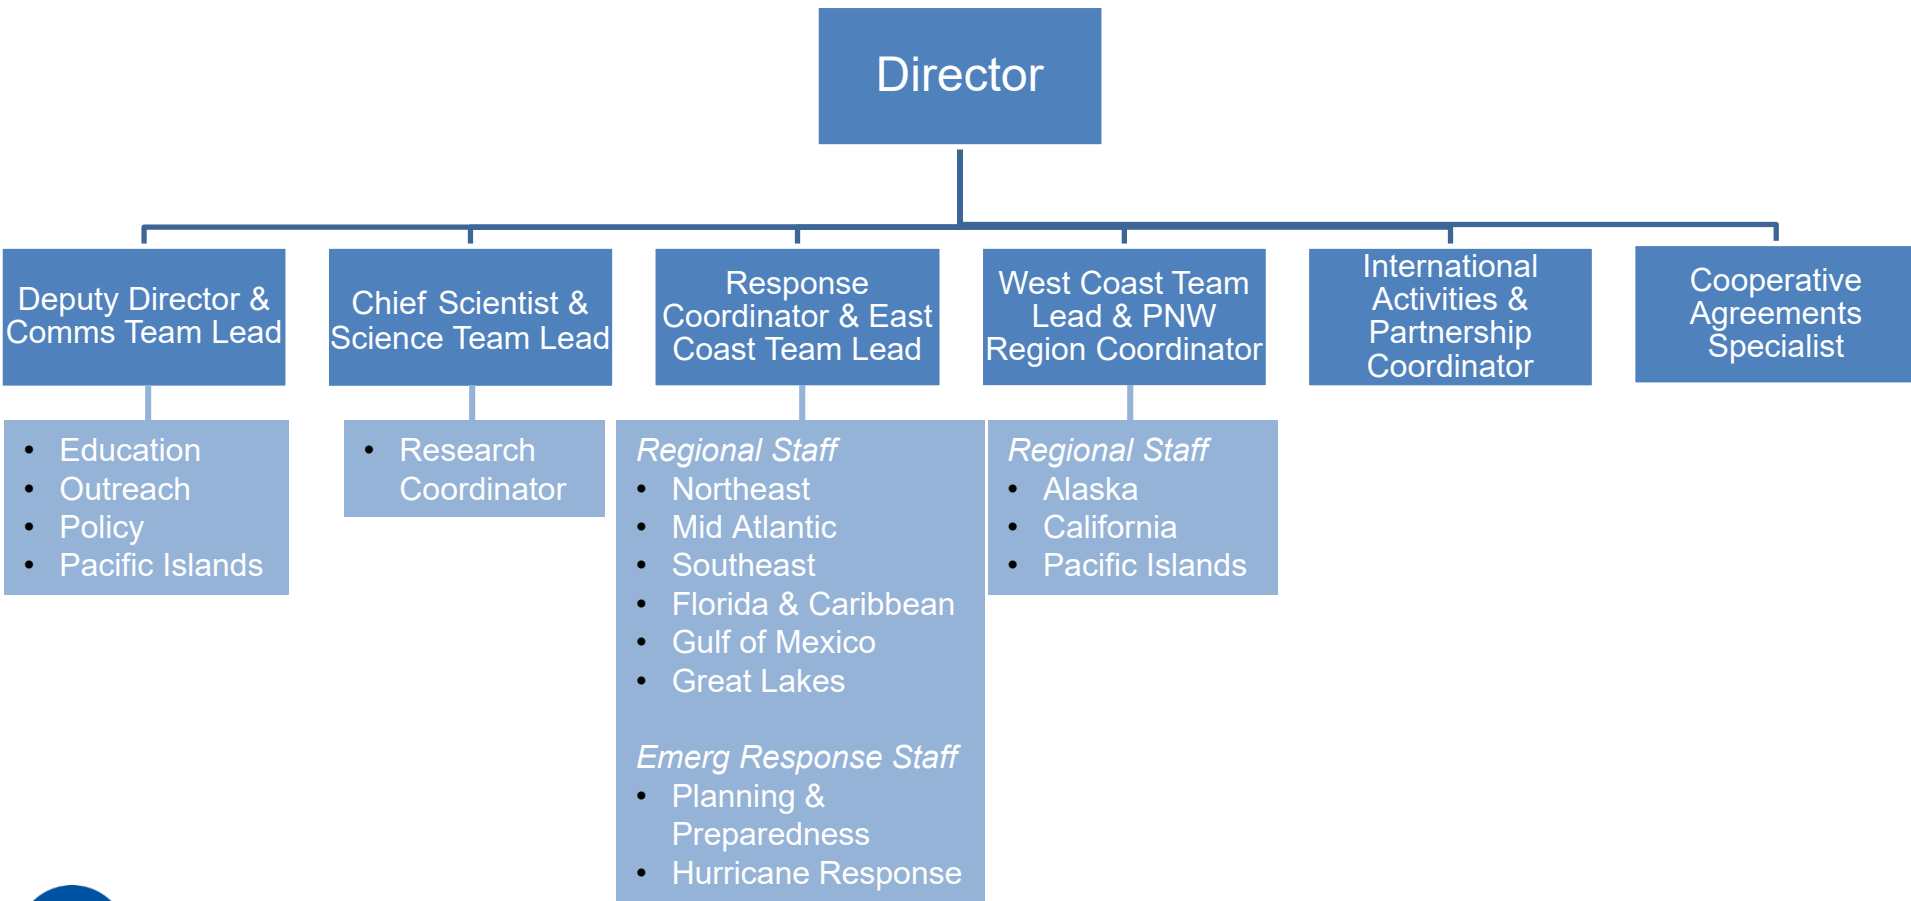 Director
Deputy Director &
Comms Team Lead
Chief Scientist &
Science Team Lead
Response
Coordinator & East
Coast Team Lead
West Coast Team
Lead & PNW
Region Coordinator
International
Activities &
Partnership
Coordinator
Cooperative
Agreements
Specialist
• Education
• Outreach
• Policy
• Pacific Islands
• Research
Coordinator
Regional Staff
• Northeast
• Mid Atlantic
• Southeast
• Florida & Caribbean
• Gulf of Mexico
• Great Lakes
Emerg Response Staff
• Planning &
Preparedness
• Hurricane Response
Regional Staff
• Alaska
• California
• Pacific Islands